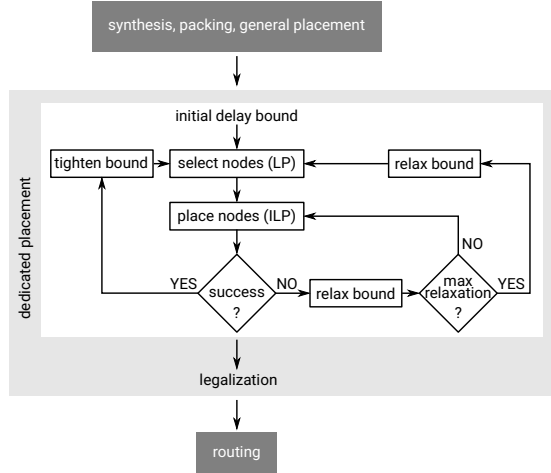 synthesis, packing, general placement
initial delay bound
tighten bound
select nodes (LP)
relax bound
place nodes (ILP)
NO
YES
success
?
NO
relax bound
max
relaxation
?
YES
dedicated placement
legalization
routing